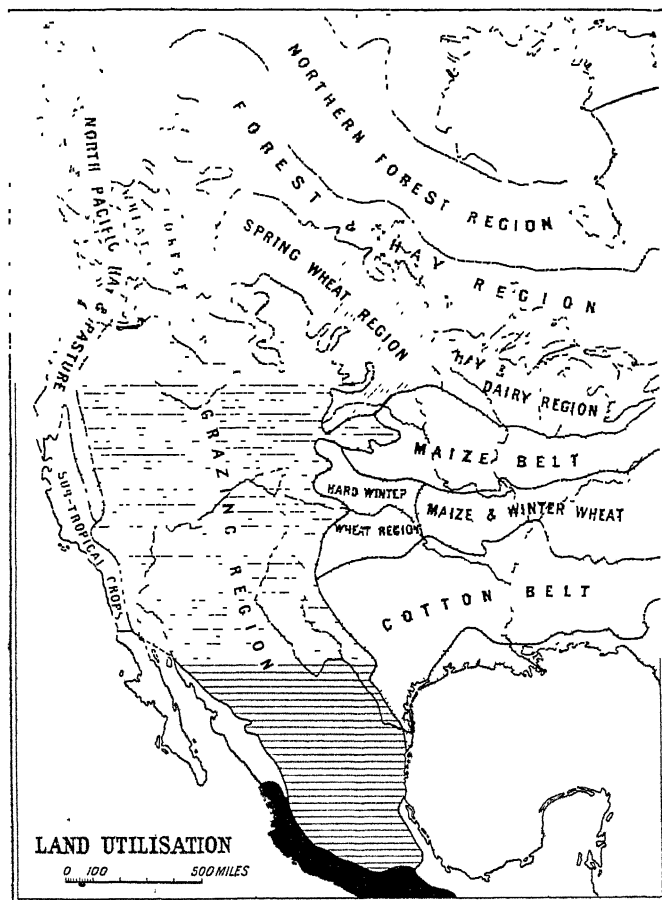 NORTHERN FOREST REGION
FOREST & HAY REGION
NORTH PACIFIC HAY & PASTURE
WHEAT
FOREST
SPRING WHEAT REGION
HAY &
DAIRY REGION
GRAZING REGION
MAIZE BELT
HARD WINTER
WHEAT REGION
MAIZE & WINTER WHEAT
SUB-TROPICAL CROPS
COTTON BELT
LAND UTILISATION
0 100 500 MILES